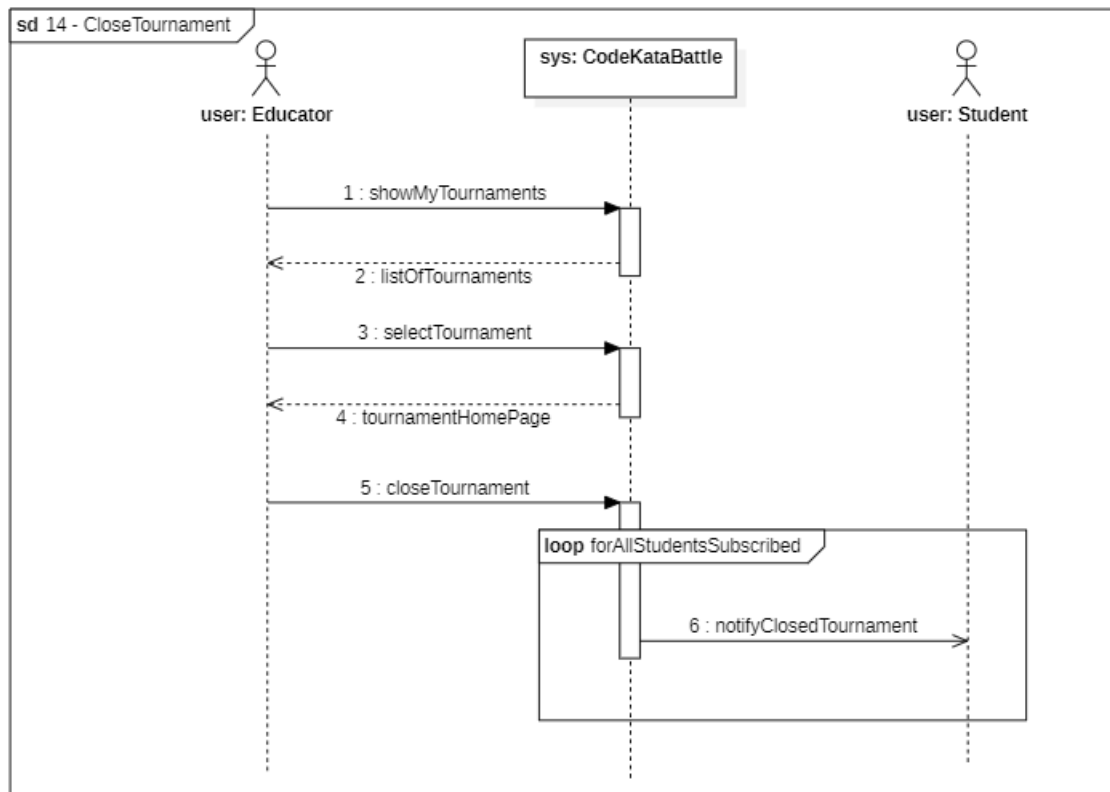 sd 14 - CloseTournament
user: Educator
sys: CodeKataBattle
user: Student
1 : showMyTournaments
2 : listOfTournaments
3 : selectTournament
4 : tournamentHomePage
5 : closeTournament
loop forAllStudentsSubscribed
6 : notifyClosedTournament